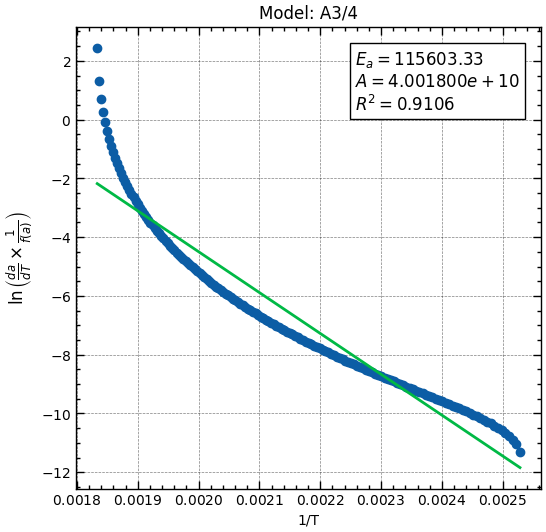 Model: A3/4
E_a = 115603.33
A = 4.001800e + 10
R^2 = 0.9106
ln(da/dT × 1/f(a))
2
0
−2
−4
−6
−8
−10
−12
0.0018 0.0019 0.0020 0.0021 0.0022 0.0023 0.0024 0.0025
1/T